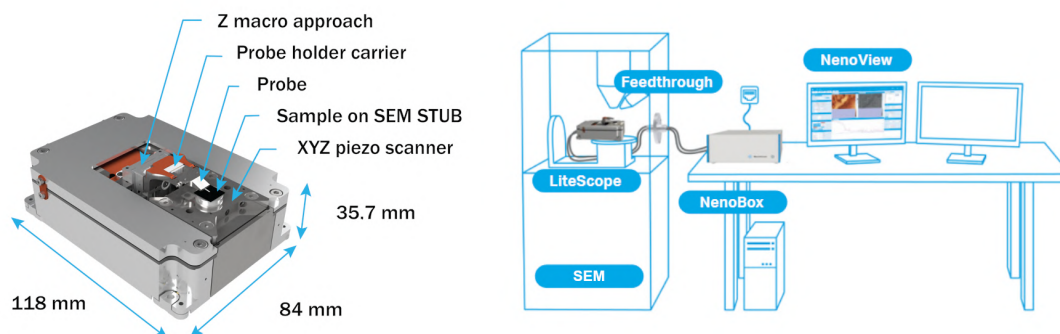 Z macro approach
Probe holder carrier
Probe
Sample on SEM STUB
XYZ piezo scanner
35.7 mm
118 mm
84 mm
NenoView
Feedthrough
LiteScope
NenoBox
SEM